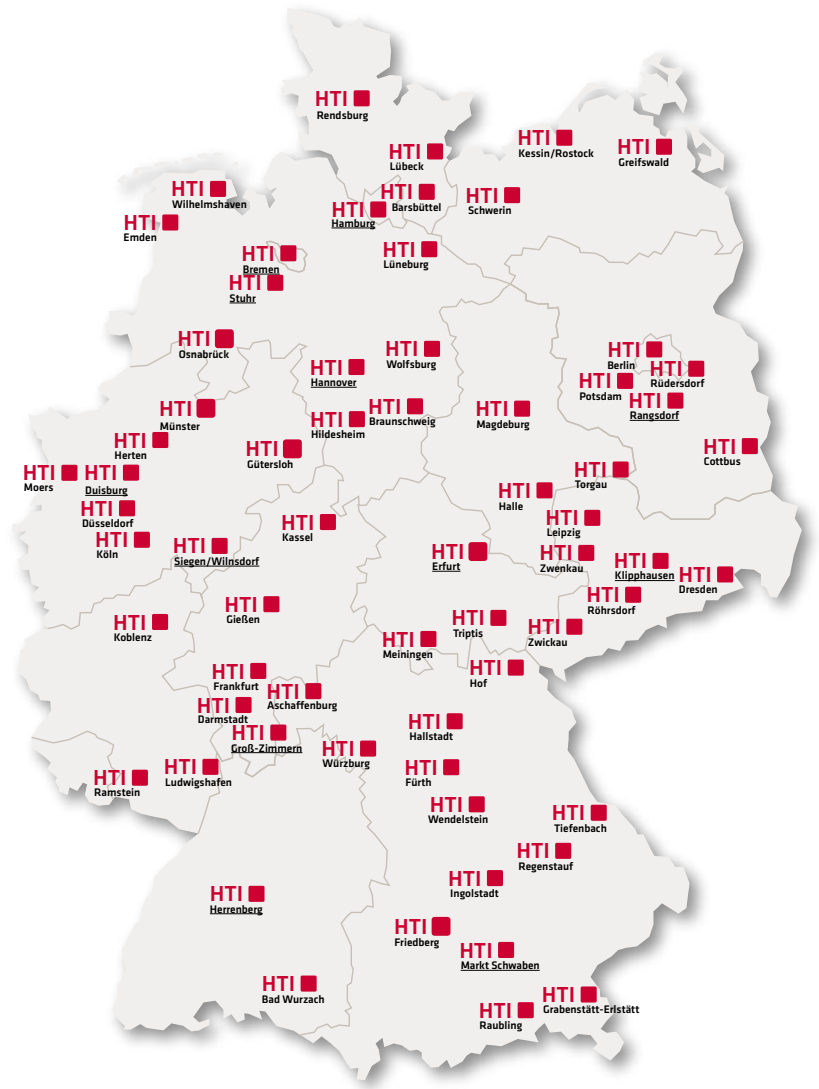 HTI
Rendsburg
HTI
Kessin/Rostock
HTI
Greifswald
HTI
Lübeck
HTI
Wilhelmshaven
HTI
Barsbüttel
HTI
Schwerin
HTI
Hamburg
HTI
Emden
HTI
Bremen
HTI
Lüneburg
HTI
Stuhr
HTI
Osnabrück
HTI
Wolfsburg
HTI
Berlin
HTI
Hannover
HTI
Rüdersdorf
HTI
Potsdam
HTI
Rangsdorf
HTI
Münster
HTI
Braunschweig
HTI
Magdeburg
HTI
Hildesheim
HTI
Herten
HTI
Gütersloh
HTI
Cottbus
HTI
Moers
HTI
Duisburg
HTI
Torgau
HTI
Halle
HTI
Düsseldorf
HTI
Kassel
HTI
Leipzig
HTI
Köln
HTI
Siegen/Wilnsdorf
HTI
Erfurt
HTI
Zwenkau
HTI
Klipphausen
HTI
Dresden
HTI
Röhrsdorf
HTI
Gießen
HTI
Koblenz
HTI
Triptis
HTI
Zwickau
HTI
Meiningen
HTI
Hof
HTI
Frankfurt
HTI
Aschaffenburg
HTI
Darmstadt
HTI
Groß-Zimmern
HTI
Hallstadt
HTI
Würzburg
HTI
Ramstein
HTI
Ludwigshafen
HTI
Fürth
HTI
Wendelstein
HTI
Tiefenbach
HTI
Regenstauf
HTI
Ingolstadt
HTI
Herrenberg
HTI
Friedberg
HTI
Markt Schwaben
HTI
Bad Wurzach
HTI
Grabenstätt-Erlstätt
HTI
Raubling